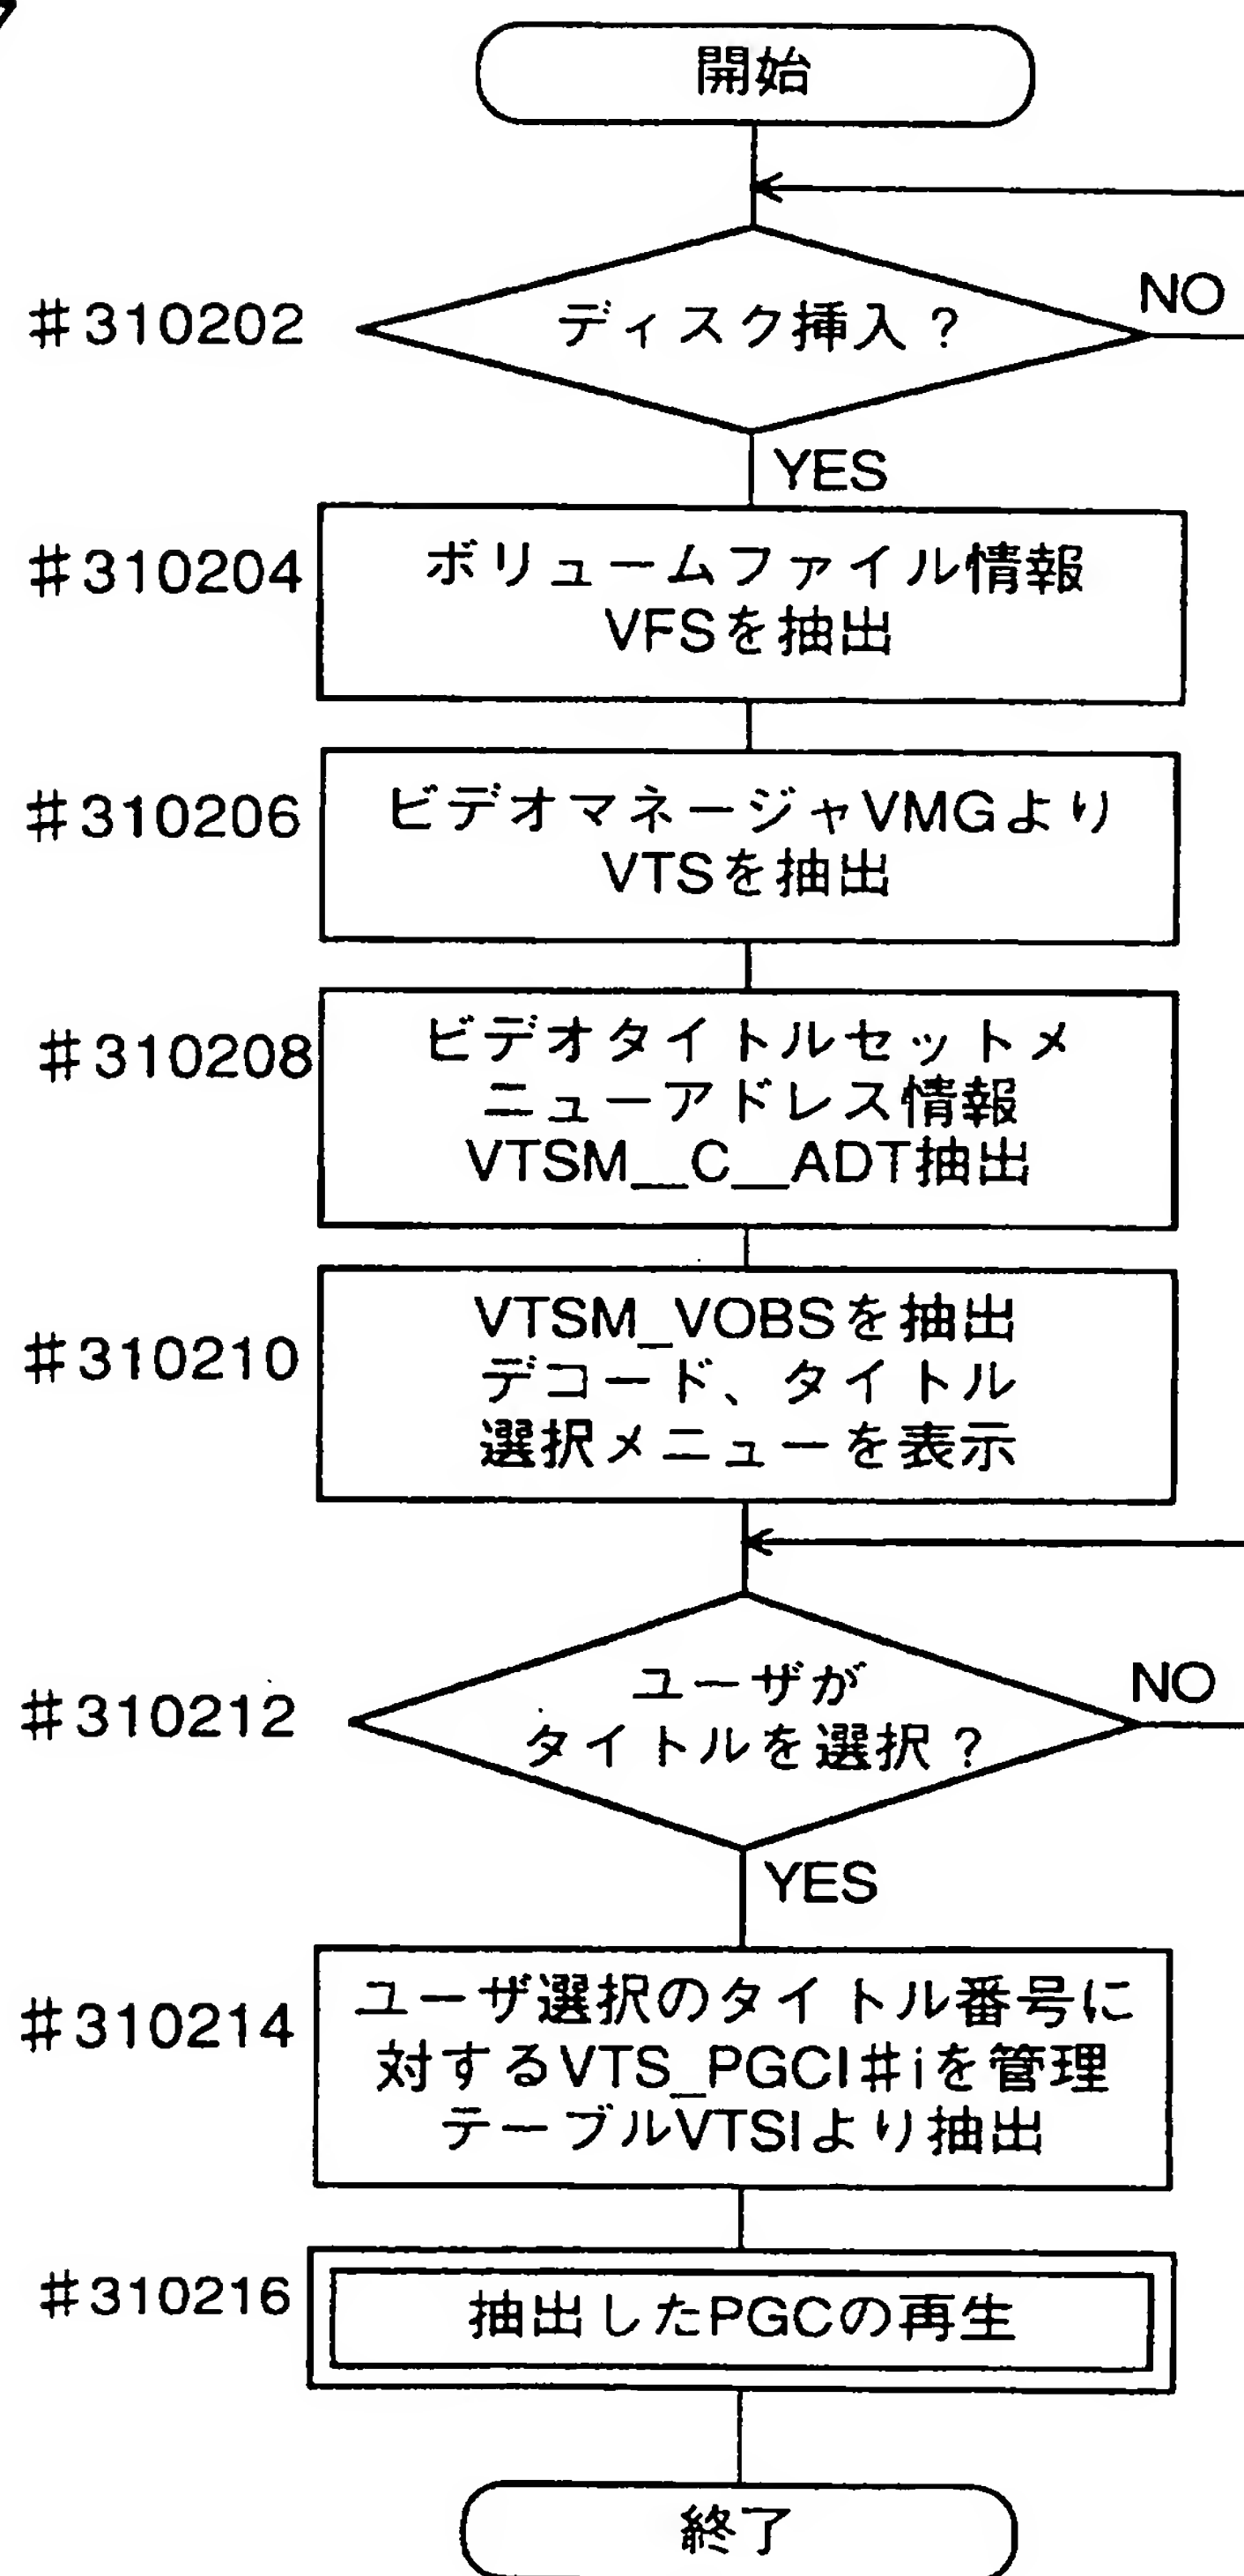 開始
#310202
ディスク挿入?
NO
YES
#310204
ボリュームファイル情報
VFSを抽出
#310206
ビデオマネージャVMGより
VTSを抽出
#310208
ビデオタイトルセットメ
ニューアドレス情報
VTSM__C__ADT抽出
#310210
VTSM_VOBSを抽出
デコード、タイトル
選択メニューを表示
#310212
ユーザが
タイトルを選択?
NO
YES
#310214
ユーザ選択のタイトル番号に
対するVTS_PGCI#iを管理
テーブルVTSIより抽出
#310216
抽出したPGCの再生
終了